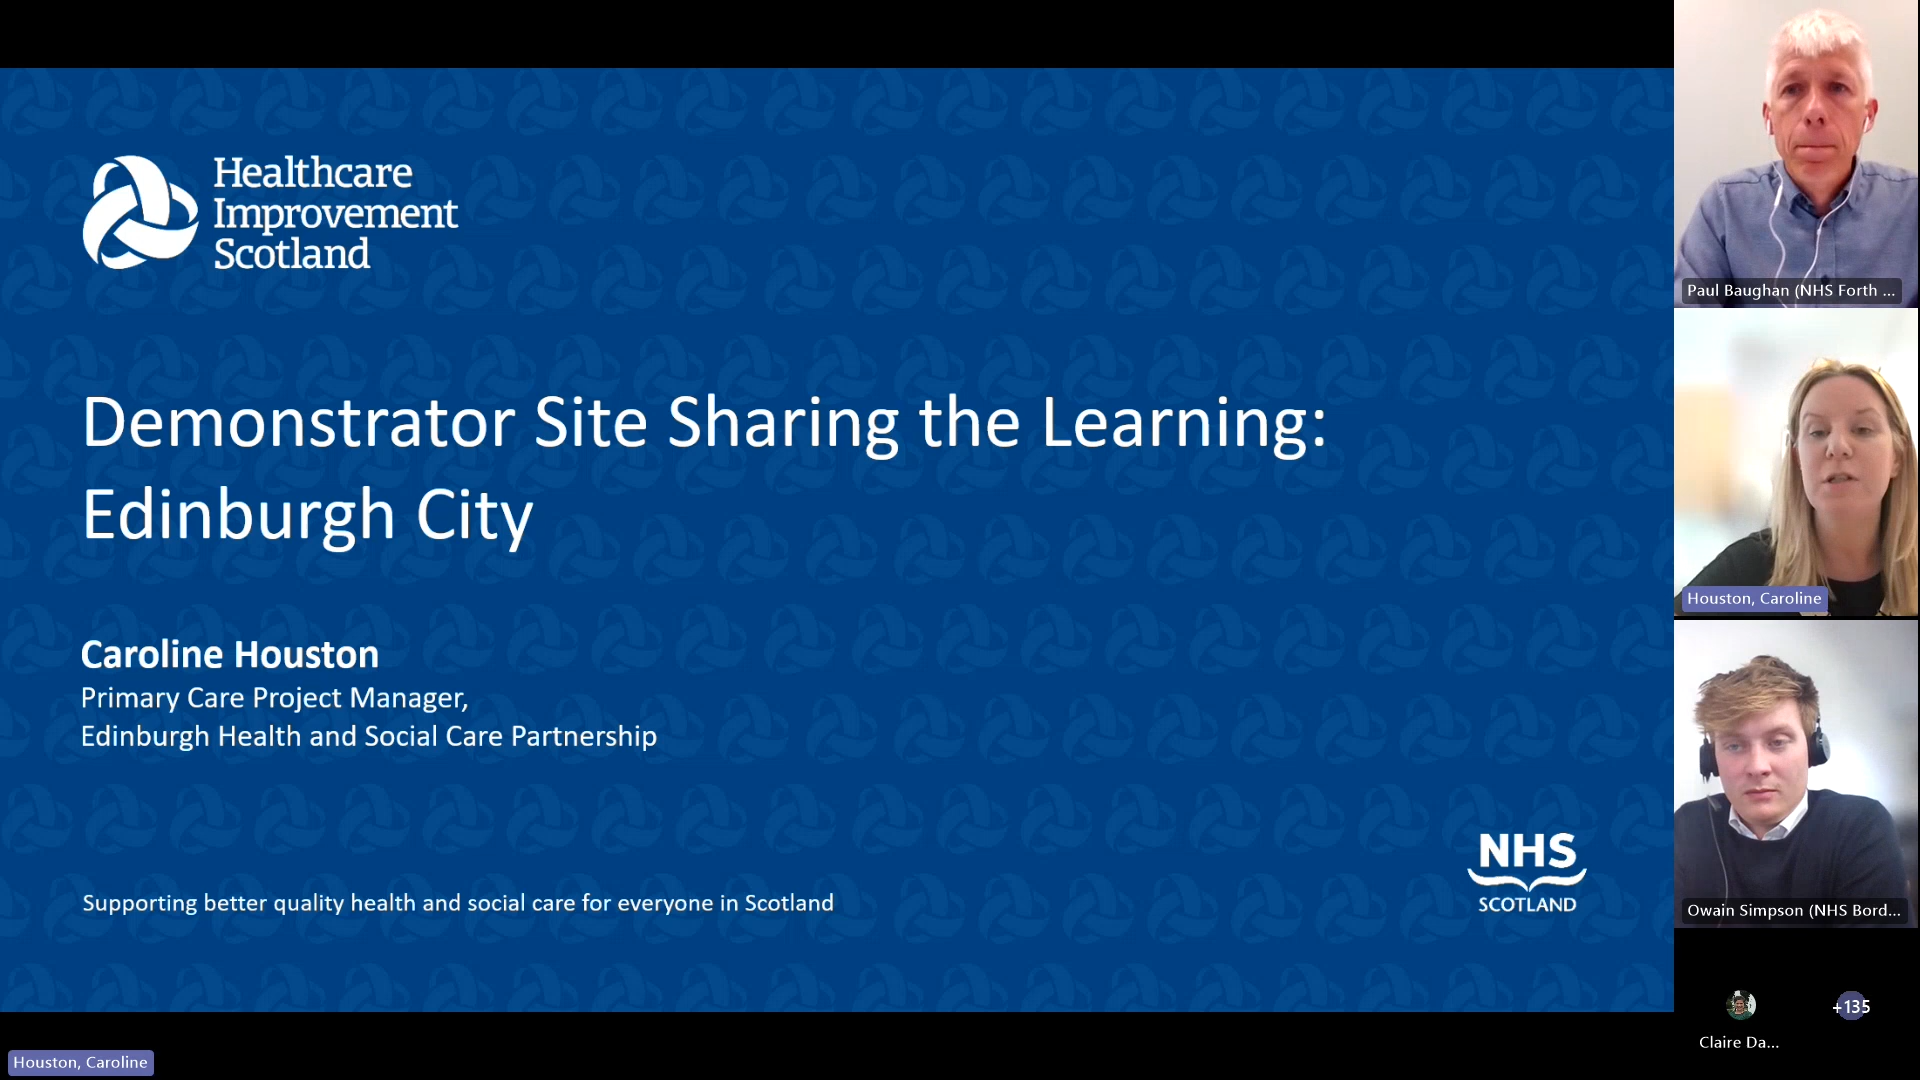 Healthcare
Improvement
Scotland
Demonstrator Site Sharing the Learning:
Edinburgh City
Caroline Houston
Primary Care Project Manager,
Edinburgh Health and Social Care Partnership
Supporting better quality health and social care for everyone in Scotland
NHS
SCOTLAND
Houston, Caroline
Paul Baughan (NHS Forth ...
Houston, Caroline
Owain Simpson (NHS Bord...
Claire Da...
+135